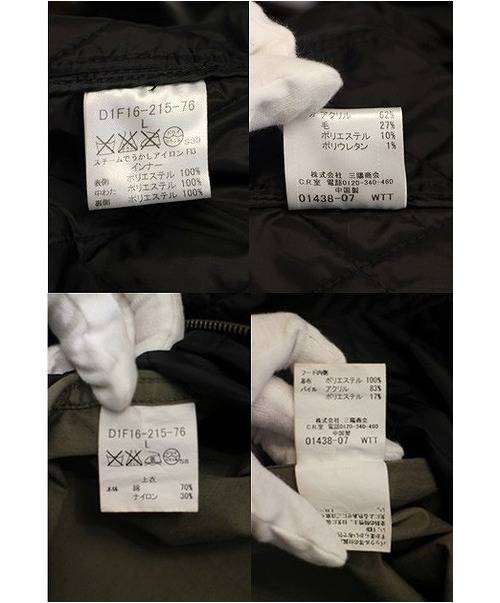 D1F16-215-76
L
S33
スチームでうかしアイロン
インナー
表側 ポリエステル 100%
中わた ポリエステル 100%
裏側 ポリエステル 100%
アクリル 62%
毛 27%
ポリエステル 10%
ポリウレタン 1%
株式会社 三陽商会
C.R.室 電話0120-340-460
中国製
01438-07 WTT
D1F16-215-76
L
上衣
綿 70%
ナイロン 30%
フード内側
基布 ポリエステル 100%
パイル アクリル 83%
ポリエステル 17%
株式会社 三陽商会
C.R.室 電話0120-340-460
中国製
01438-07 WTT